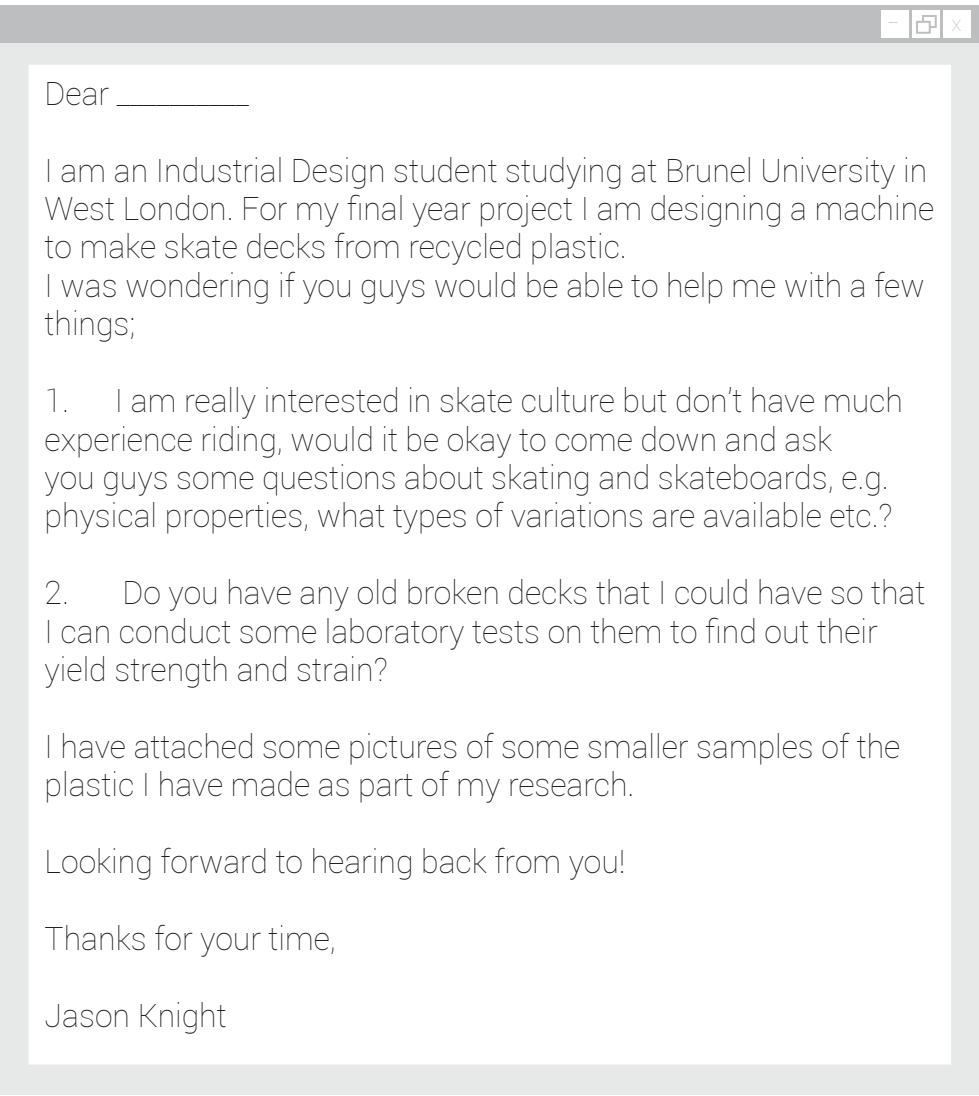 Dear __________
I am an Industrial Design student studying at Brunel University in
West London. For my final year project I am designing a machine
to make skate decks from recycled plastic.
I was wondering if you guys would be able to help me with a few
things;
1. I am really interested in skate culture but don't have much
experience riding, would it be okay to come down and ask
you guys some questions about skating and skateboards, e.g.
physical properties, what types of variations are available etc.?
2. Do you have any old broken decks that I could have so that
I can conduct some laboratory tests on them to find out their
yield strength and strain?
I have attached some pictures of some smaller samples of the
plastic I have made as part of my research.
Looking forward to hearing back from you!
Thanks for your time,
Jason Knight